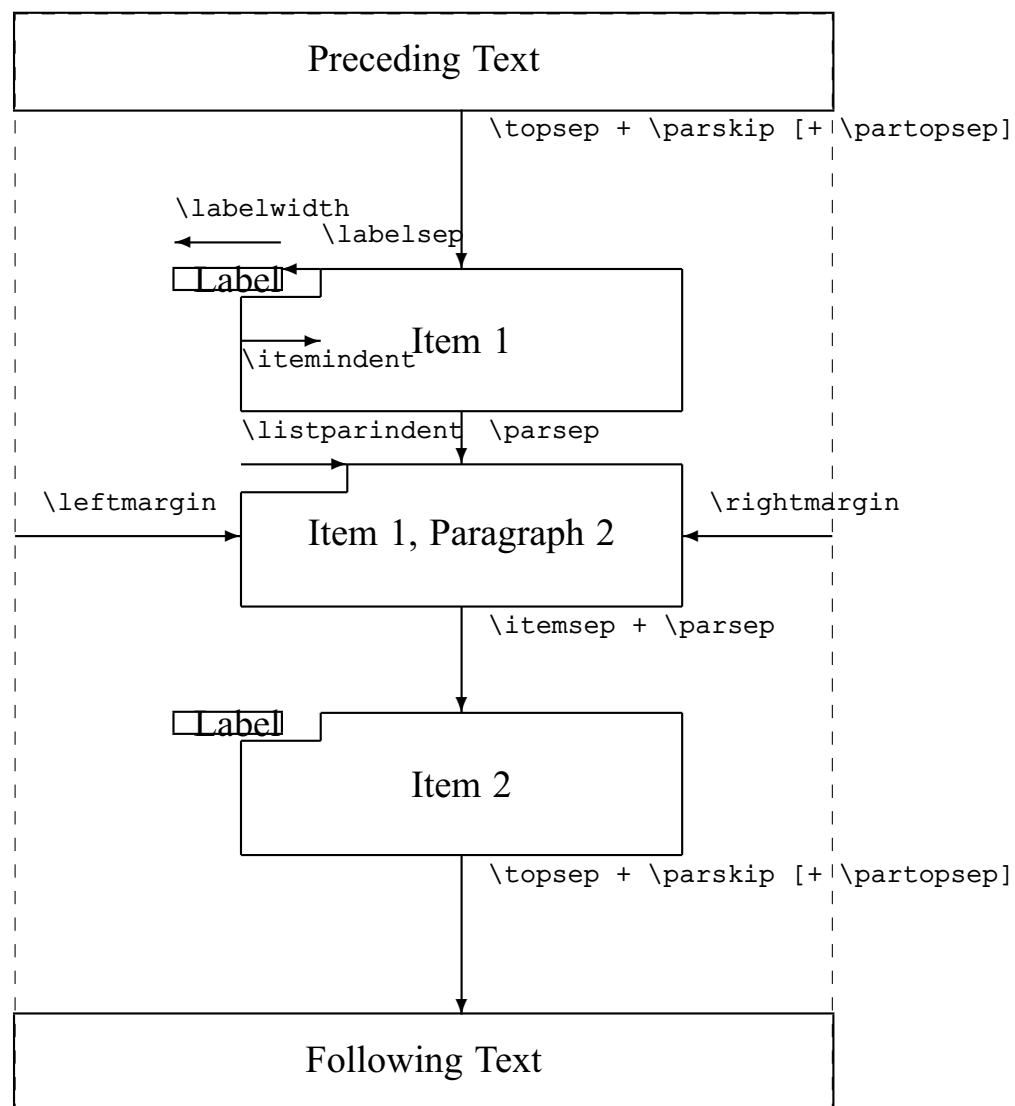 Preceding Text
\topsep + \parskip [+ \partopsep]
\labelwidth
\labelsep
Label
Item 1
\itemindent
\listparindent \parsep
\leftmargin
\rightmargin
Item 1, Paragraph 2
\itemsep + \parsep
Label
Item 2
\topsep + \parskip [+ \partopsep]
Following Text